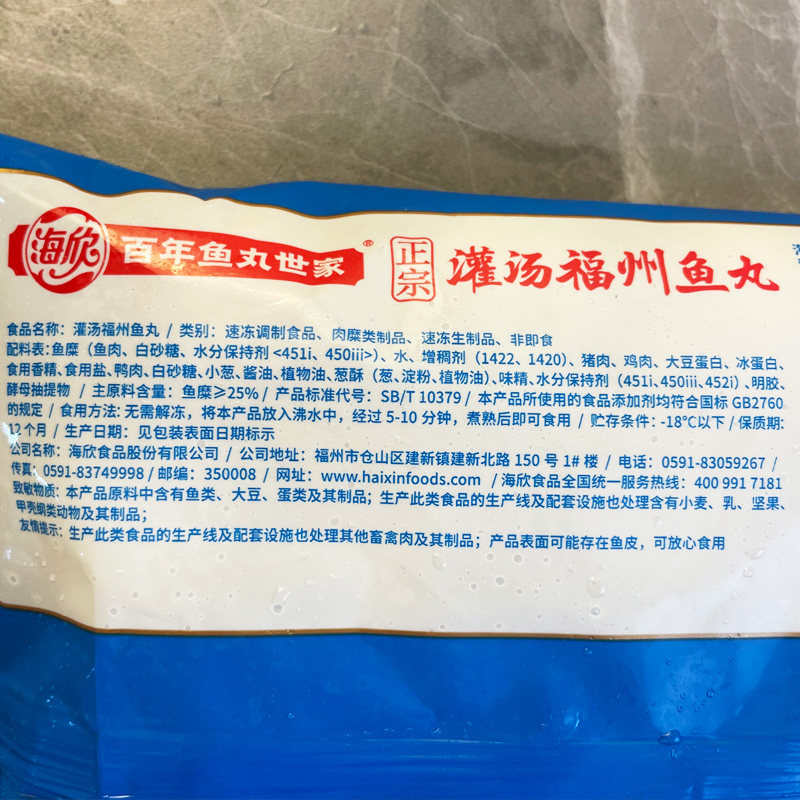 海欣 百年鱼丸世家® 正宗 灌汤福州鱼丸
食品名称：灌汤福州鱼丸 / 类别：速冻调制食品、肉糜类制品、速冻生制品、非即食
配料表:鱼糜（鱼肉、白砂糖、水分保持剂 <451i、450iii>）、水、增稠剂（1422、1420）、猪肉、鸡肉、大豆蛋白、冰蛋白、
食用香精、食用盐、鸭肉、白砂糖、小葱、酱油、植物油、葱酥（葱、淀粉、植物油）、味精、水分保持剂（451i、450iii、452i）、明胶、
酵母抽提物 / 主原料含量：鱼糜≥25% / 产品标准代号：SB/T 10379 / 本产品所使用的食品添加剂均符合国标 GB2760
的规定 / 食用方法：无需解冻，将本产品放入沸水中，经过 5-10 分钟，煮熟后即可食用 / 贮存条件：-18℃以下 / 保质期：
12 个月 / 生产日期：见包装表面日期标示
公司名称：海欣食品股份有限公司 / 公司地址：福州市仓山区建新镇建新北路 150 号 1# 楼 / 电话：0591-83059267 /
传真：0591-83749998 / 邮编：350008 / 网址：www.haixinfoods.com / 海欣食品全国统一服务热线：400 991 7181
致敏物质：本产品原料中含有鱼类、大豆、蛋类及其制品；生产此类食品的生产线及配套设施也处理含有小麦、乳、坚果、
甲壳纲类动物及其制品；
友情提示：生产此类食品的生产线及配套设施也处理其他畜禽肉及其制品；产品表面可能存在鱼皮，可放心食用